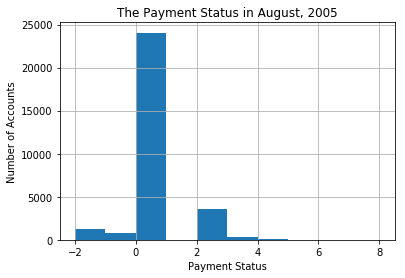 The Payment Status in August, 2005
Number of Accounts
25000
20000
15000
10000
5000
0
−2 0 2 4 6 8
Payment Status